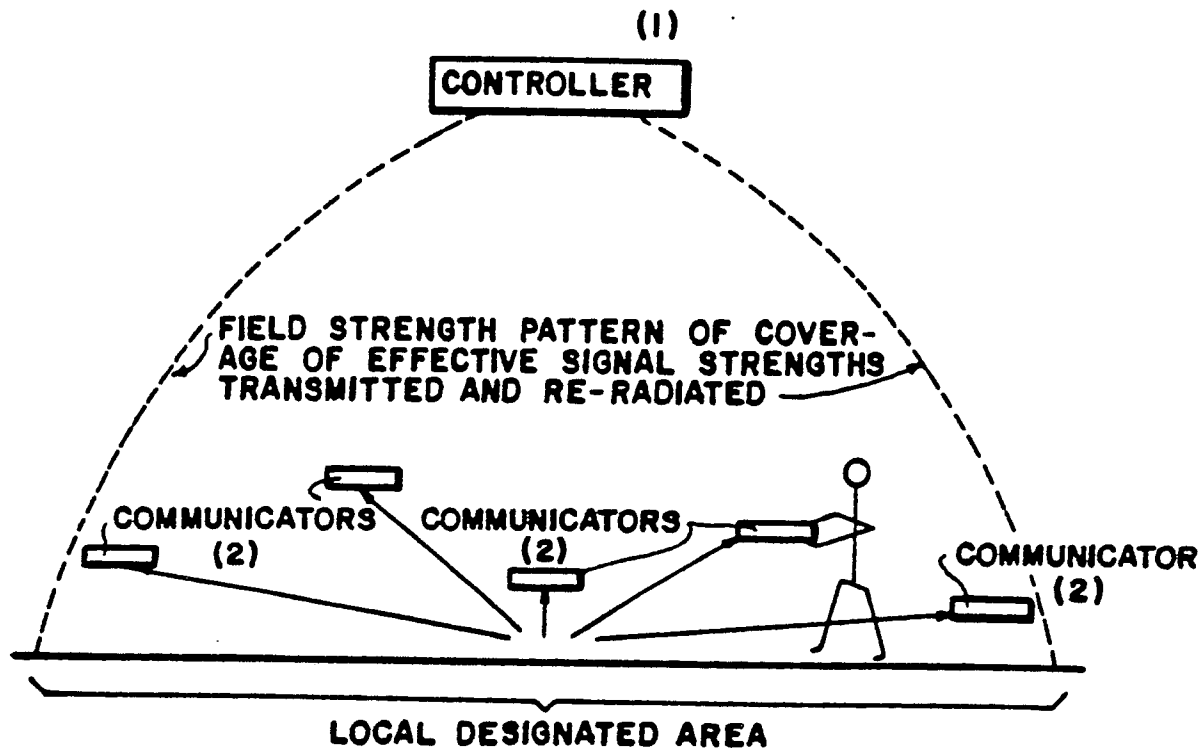 (1)
CONTROLLER
FIELD STRENGTH PATTERN OF COVER-
AGE OF EFFECTIVE SIGNAL STRENGTHS
TRANSMITTED AND RE-RADIATED
COMMUNICATORS
(2)
COMMUNICATORS
(2)
COMMUNICATOR
(2)
LOCAL DESIGNATED AREA